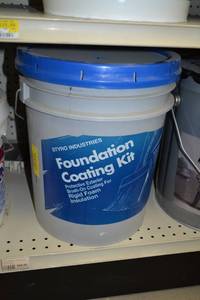 STYRO INDUSTRIES
Foundation
Coating Kit
Protective Exterior
Brush-On Coating For
Rigid Foam
Insulation